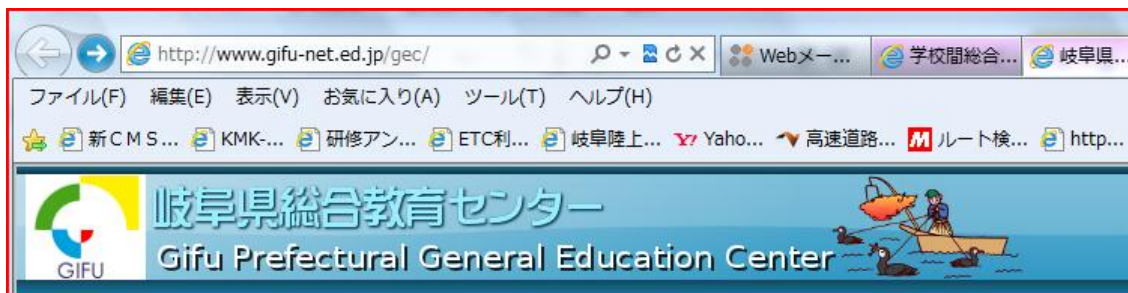 http://www.gifu-net.ed.jp/gec/ Webメー... 学校間総合... 岐阜県...
ファイル(F) 編集(E) 表示(V) お気に入り(A) ツール(T) ヘルプ(H)
新CMS... KMK-... 研修アン... ETC利... 岐阜陸上... Yaho... 高速道路... ルート検... http...
岐阜県総合教育センター
Gifu Prefectural General Education Center
GIFU